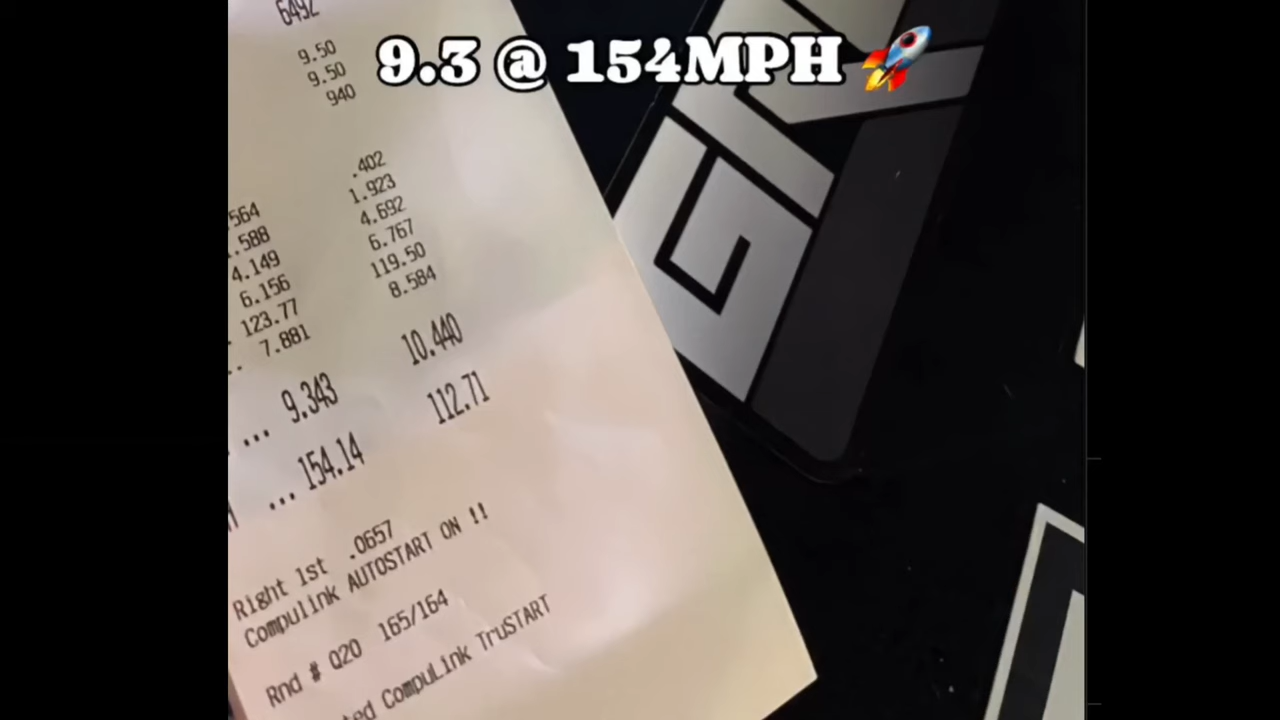 9.3 @ 154MPH 🚀
6492
9.50
9.50
940
.402
.564 1.923
.588 4.692
4.149 6.767
6.156 119.50
123.77 8.584
7.881
... 9.343 10.440
... 154.14 112.71
Right 1st .0657
Compulink AUTOSTART ON !!
Rnd # Q20 165/164
CompuLink TruSTART